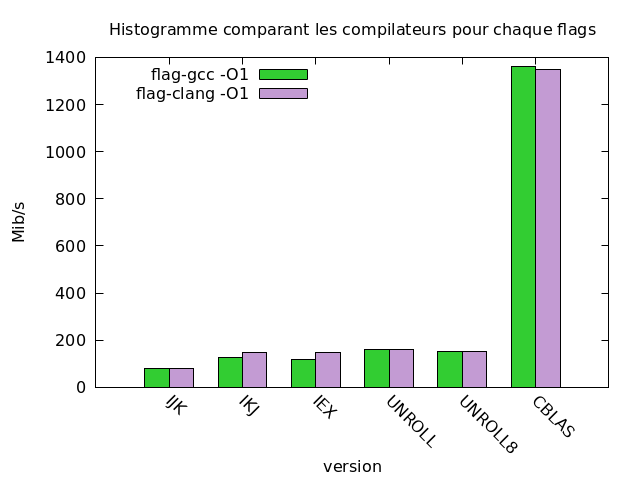 Histogramme comparant les compilateurs pour chaque flags
1400
1200
1000
800
600
400
200
0
Mib/s
flag-gcc -O1
flag-clang -O1
IJK
IKJ
IEX
UNROLL
UNROLL8
CBLAS
version